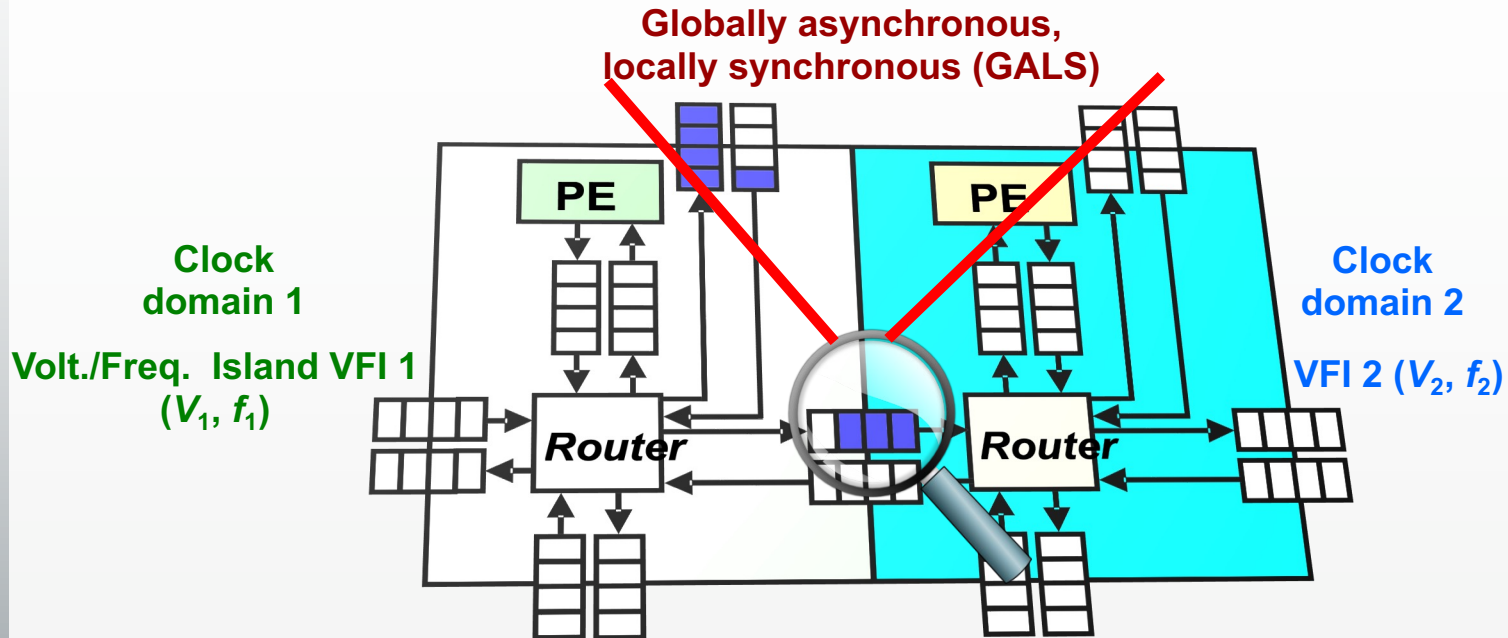 Globally asynchronous,
locally synchronous (GALS)
PE
PE
Clock
domain 1
Volt./Freq. Island VFI 1
(V₁, f₁)
Clock
domain 2
VFI 2 (V₂, f₂)
Router
Router